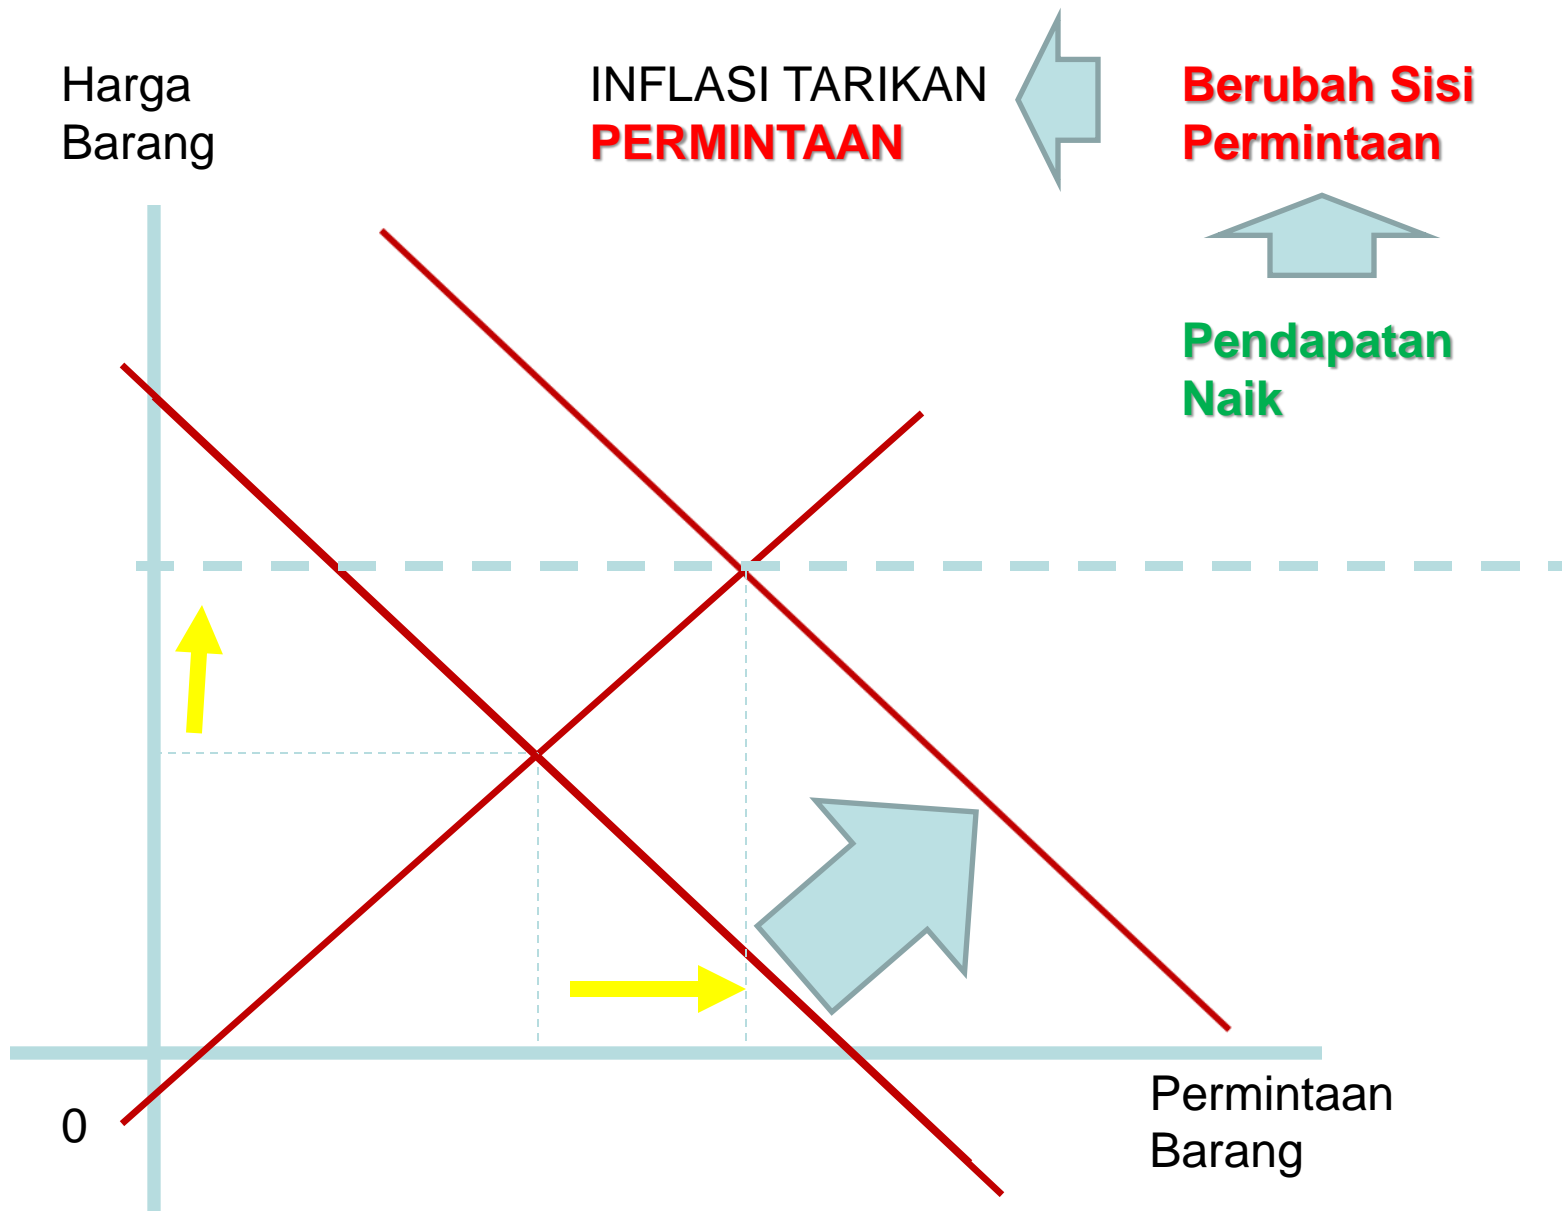 Harga
Barang
INFLASI TARIKAN
PERMINTAAN
Berubah Sisi
Permintaan
Pendapatan
Naik
0
Permintaan
Barang